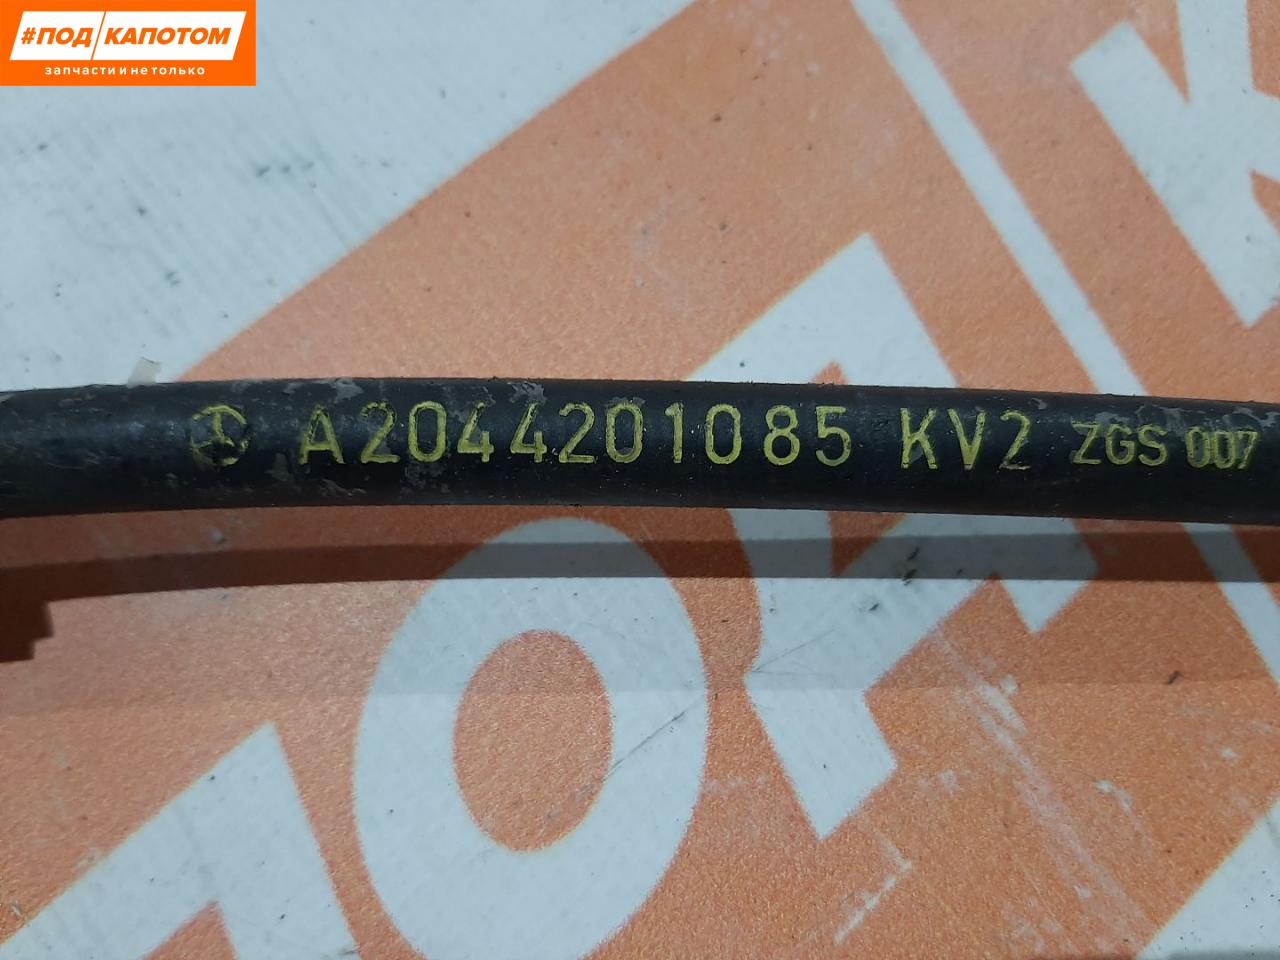 #ПОД/КАПОТОМ
запчасти и не только
A2044201085 KV2 ZGS 007